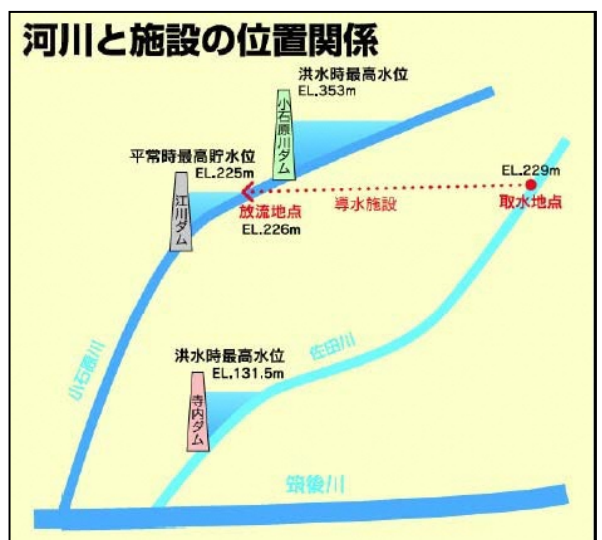 河川と施設の位置関係
洪水時最高水位
EL.353m
小石原川ダム
平常時最高貯水位
EL.225m
江川ダム
放流地点
EL.226m
導水施設
EL.229m
取水地点
小石原川
洪水時最高水位
EL.131.5m
佐田川
寺内ダム
筑後川